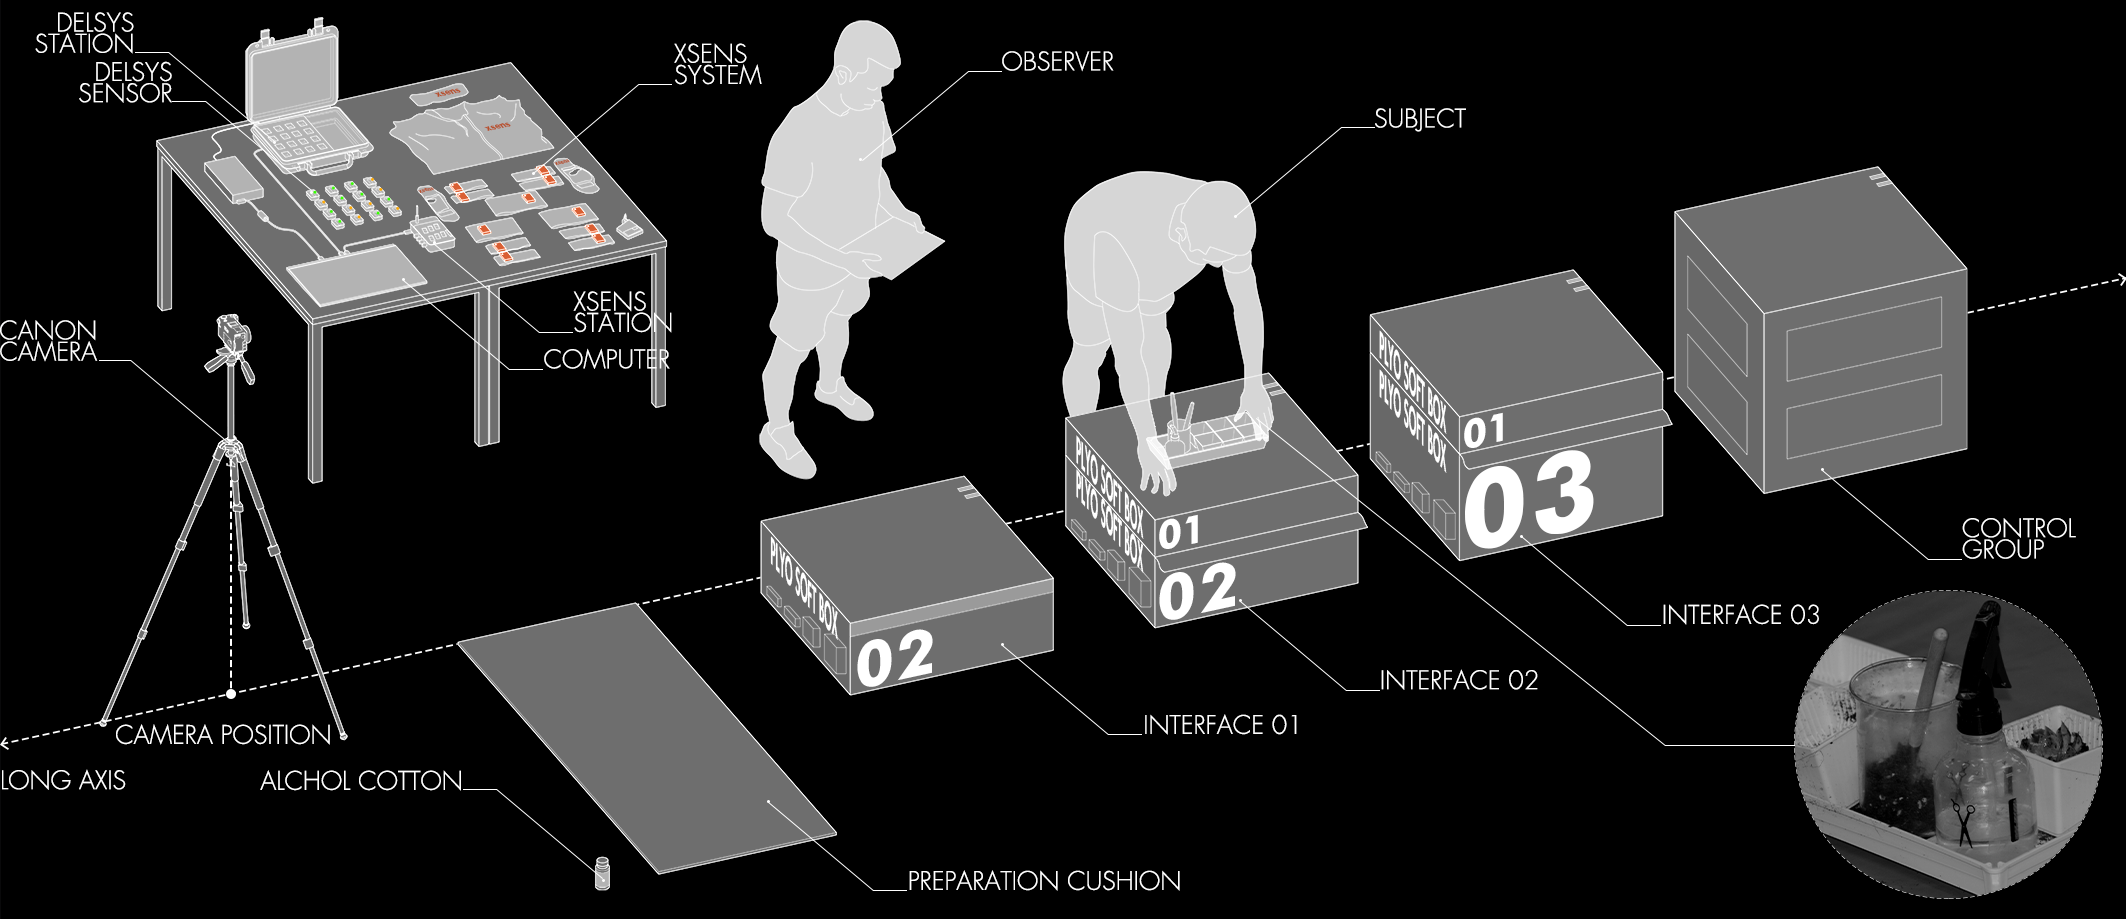 DELSYS
STATION
DELSYS
SENSOR
XSENS
SYSTEM
OBSERVER
SUBJECT
xsens
xsens
XSENS
STATION
COMPUTER
CANON
CAMERA
PLYO SOFT BOX
PLYO SOFT BOX
01
03
PLYO SOFT BOX
PLYO SOFT BOX
01
02
PLYO SOFT BOX
02
CONTROL
GROUP
INTERFACE 03
INTERFACE 02
INTERFACE 01
CAMERA POSITION
LONG AXIS
ALCHOL COTTON
PREPARATION CUSHION